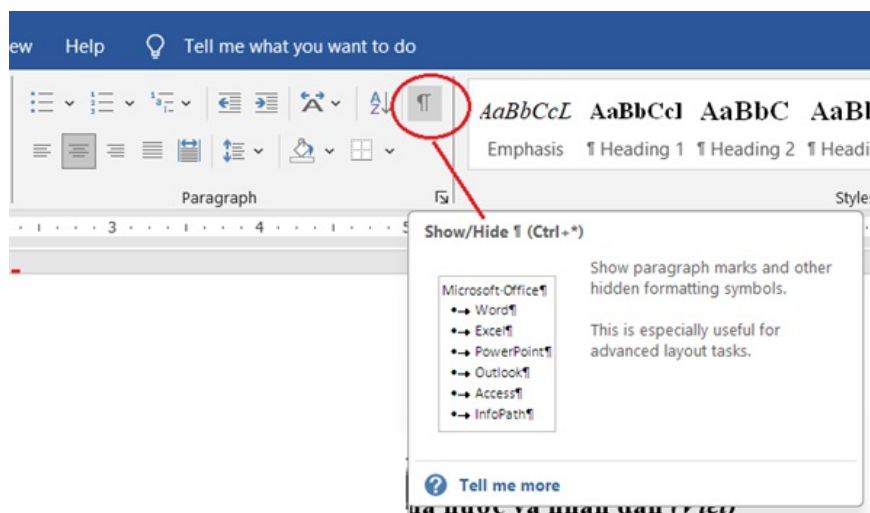 ew Help Tell me what you want to do
AaBbCcL AaBbCcI AaBbC AaBl
Emphasis ¶ Heading 1 ¶ Heading 2 ¶ Headi
Paragraph Style
3 4 5
Show/Hide ¶ (Ctrl+*)
Show paragraph marks and other
hidden formatting symbols.
This is especially useful for
advanced layout tasks.
Microsoft·Office¶
•→ Word¶
•→ Excel¶
•→ PowerPoint¶
•→ Outlook¶
•→ Access¶
•→ InfoPath¶
Tell me more